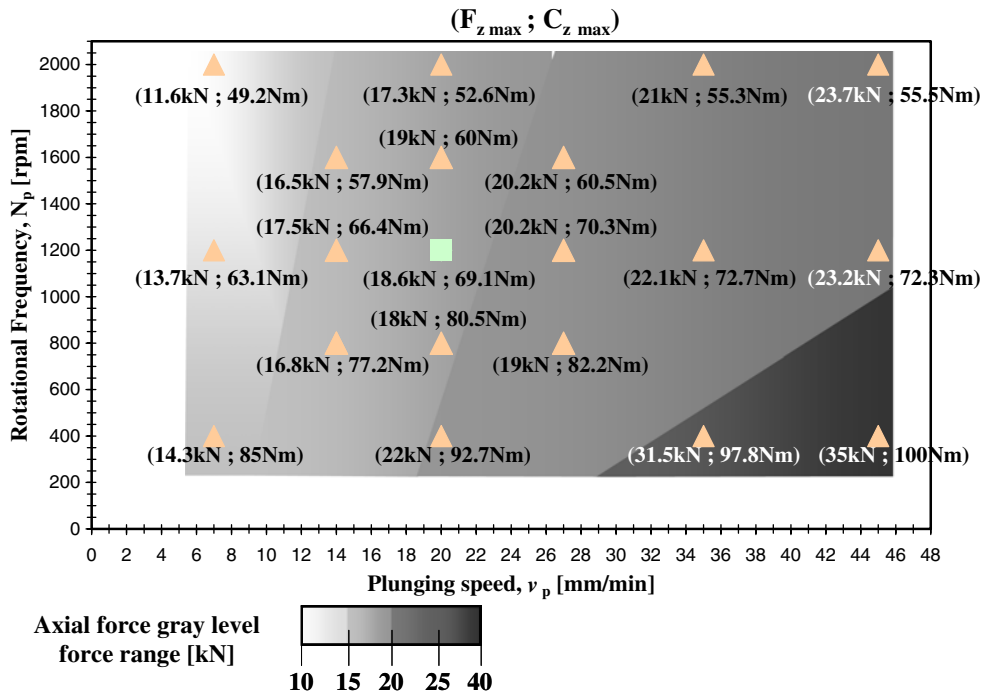 (F z max ; C z max)
Rotational Frequency, N p [rpm]
2000
1800
1600
1400
1200
1000
800
600
400
200
0
(11.6kN ; 49.2Nm) (17.3kN ; 52.6Nm) (21kN ; 55.3Nm) (23.7kN ; 55.5Nm)
(19kN ; 60Nm)
(16.5kN ; 57.9Nm) (20.2kN ; 60.5Nm)
(17.5kN ; 66.4Nm) (20.2kN ; 70.3Nm)
(13.7kN ; 63.1Nm) (18.6kN ; 69.1Nm) (22.1kN ; 72.7Nm) (23.2kN ; 72.3Nm)
(18kN ; 80.5Nm)
(16.8kN ; 77.2Nm) (19kN ; 82.2Nm)
(14.3kN ; 85Nm) (22kN ; 92.7Nm) (31.5kN ; 97.8Nm) (35kN ; 100Nm)
0 2 4 6 8 10 12 14 16 18 20 22 24 26 28 30 32 34 36 38 40 42 44 46 48
Plunging speed, v p [mm/min]
Axial force gray level
force range [kN]
10 15 20 25 40